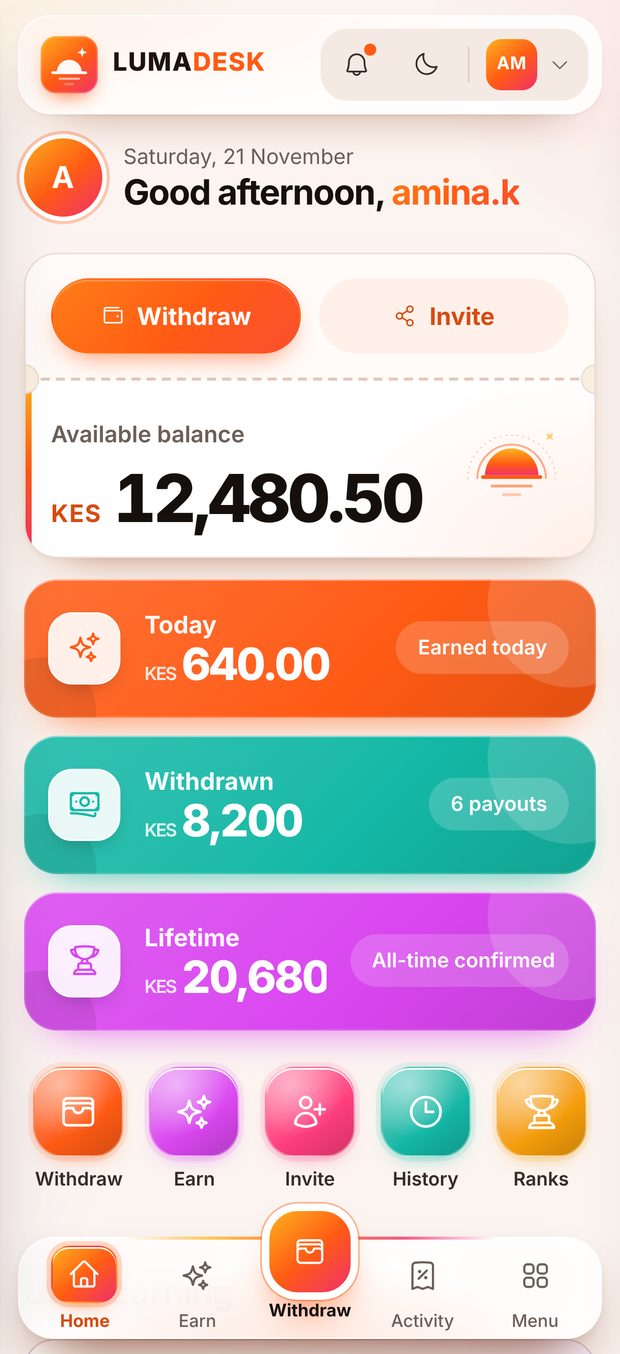 LUMADESK
AM
A
Saturday, 21 November
Good afternoon, amina.k
Withdraw
Invite
Available balance
KES 12,480.50
Today
KES 640.00
Earned today
Withdrawn
KES 8,200
6 payouts
Lifetime
KES 20,680
All-time confirmed
Withdraw
Earn
Invite
History
Ranks
Home
Earn
Withdraw
Activity
Menu